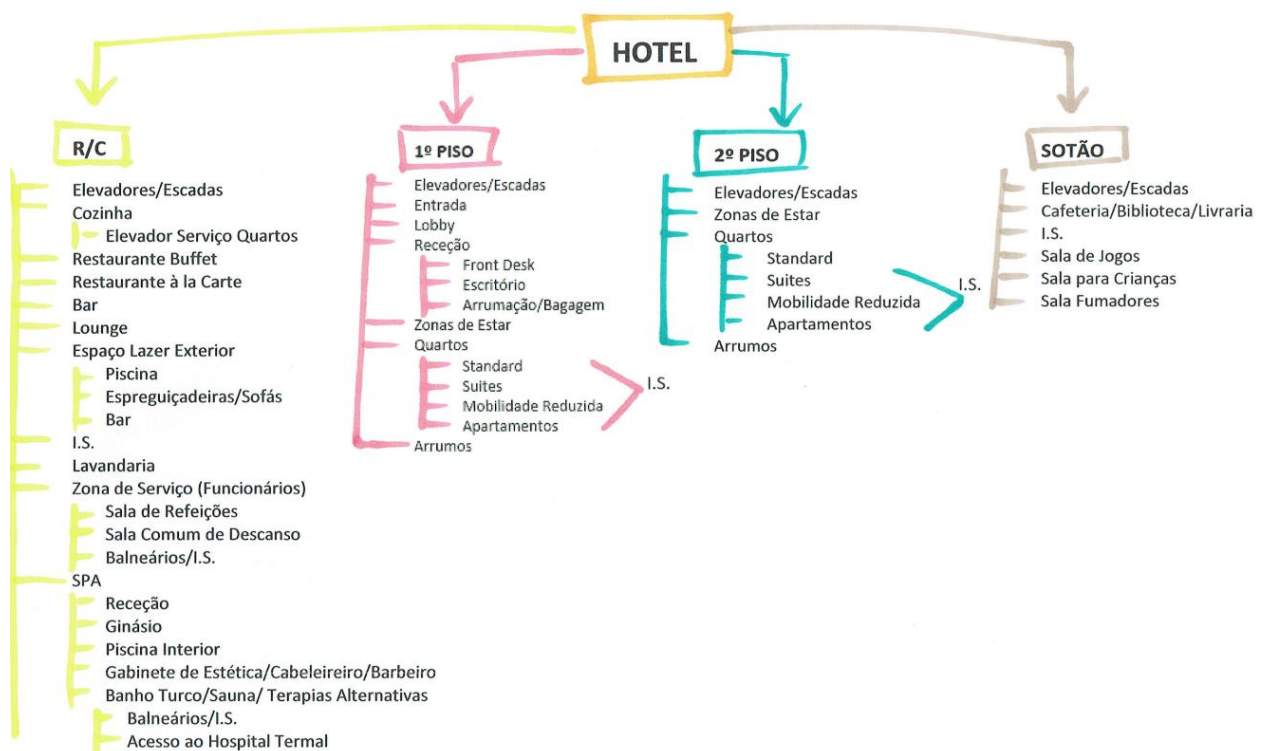 HOTEL
R/C
Elevadores/Escadas
Cozinha
Elevador Serviço Quartos
Restaurante Buffet
Restaurante à la Carte
Bar
Lounge
Espaço Lazer Exterior
Piscina
Espreguiçadeiras/Sofás
Bar
I.S.
Lavandaria
Zona de Serviço (Funcionários)
Sala de Refeições
Sala Comum de Descanso
Balneários/I.S.
SPA
Receção
Ginásio
Piscina Interior
Gabinete de Estética/Cabeleireiro/Barbeiro
Banho Turco/Sauna/ Terapias Alternativas
Balneários/I.S.
Acesso ao Hospital Termal
1º PISO
Elevadores/Escadas
Entrada
Lobby
Receção
Front Desk
Escritório
Arrumação/Bagagem
Zonas de Estar
Quartos
Standard
Suites
Mobilidade Reduzida
Apartamentos
I.S.
Arrumos
2º PISO
Elevadores/Escadas
Zonas de Estar
Quartos
Standard
Suites
Mobilidade Reduzida
Apartamentos
I.S.
Arrumos
SOTÃO
Elevadores/Escadas
Cafeteria/Biblioteca/Livraria
I.S.
Sala de Jogos
Sala para Crianças
Sala Fumadores